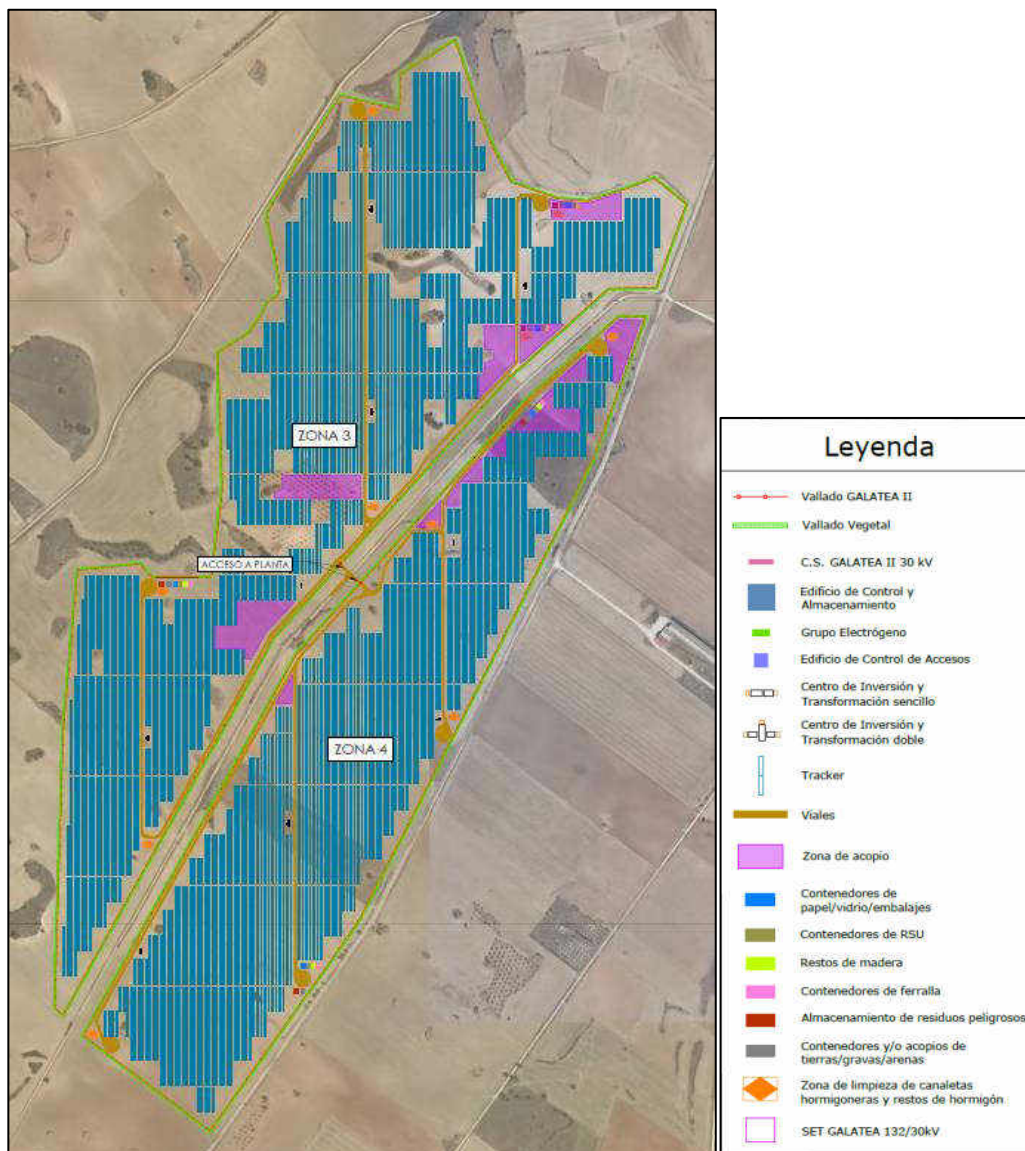 ZONA 3
ACCESO A PLANTA
ZONA 4
Leyenda
Vallado GALATEA II
Vallado Vegetal
C.S. GALATEA II 30 kV
Edificio de Control y
Almacenamiento
Grupo Electrógeno
Edificio de Control de Accesos
Centro de Inversión y
Transformación sencillo
Centro de Inversión y
Transformación doble
Tracker
Viales
Zona de acopio
Contenedores de
papel/vidrio/embalajes
Contenedores de RSU
Restos de madera
Contenedores de ferralla
Almacenamiento de residuos peligrosos
Contenedores y/o acopios de
tierras/gravas/arenas
Zona de limpieza de canaletas
hormigoneras y restos de hormigón
SET GALATEA 132/30kV